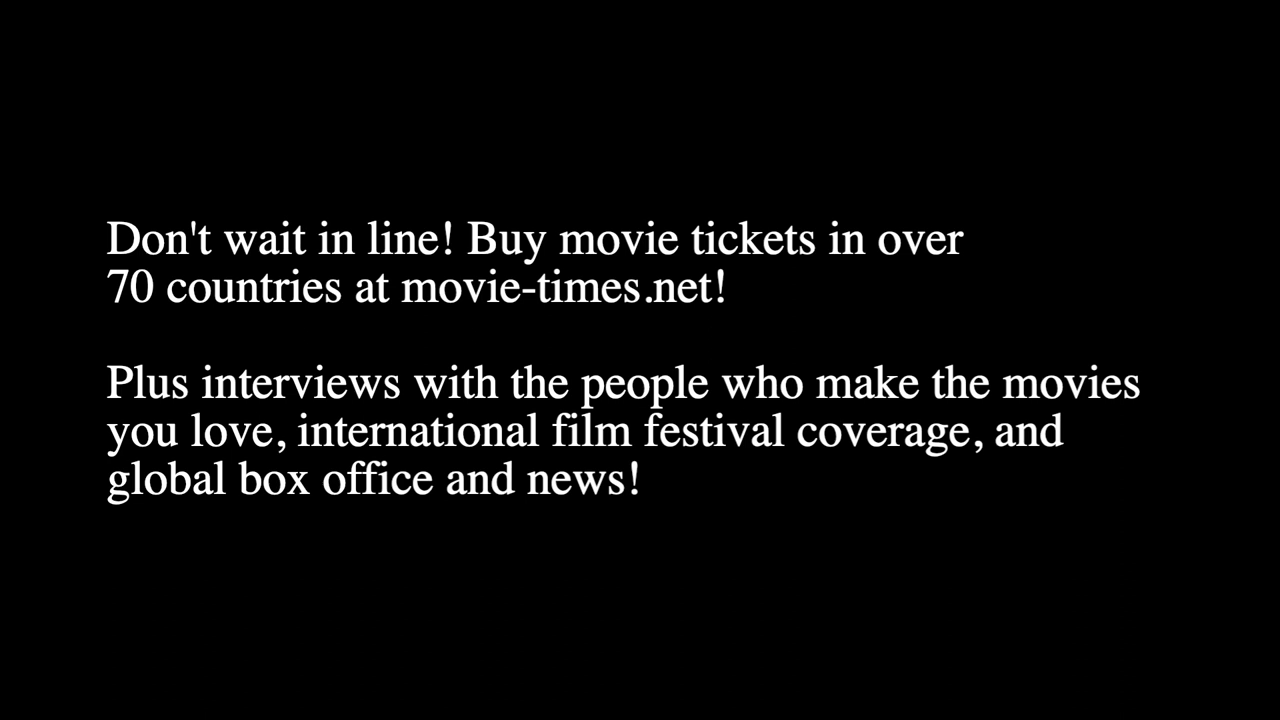 Don't wait in line! Buy movie tickets in over
70 countries at movie-times.net!
Plus interviews with the people who make the movies
you love, international film festival coverage, and
global box office and news!